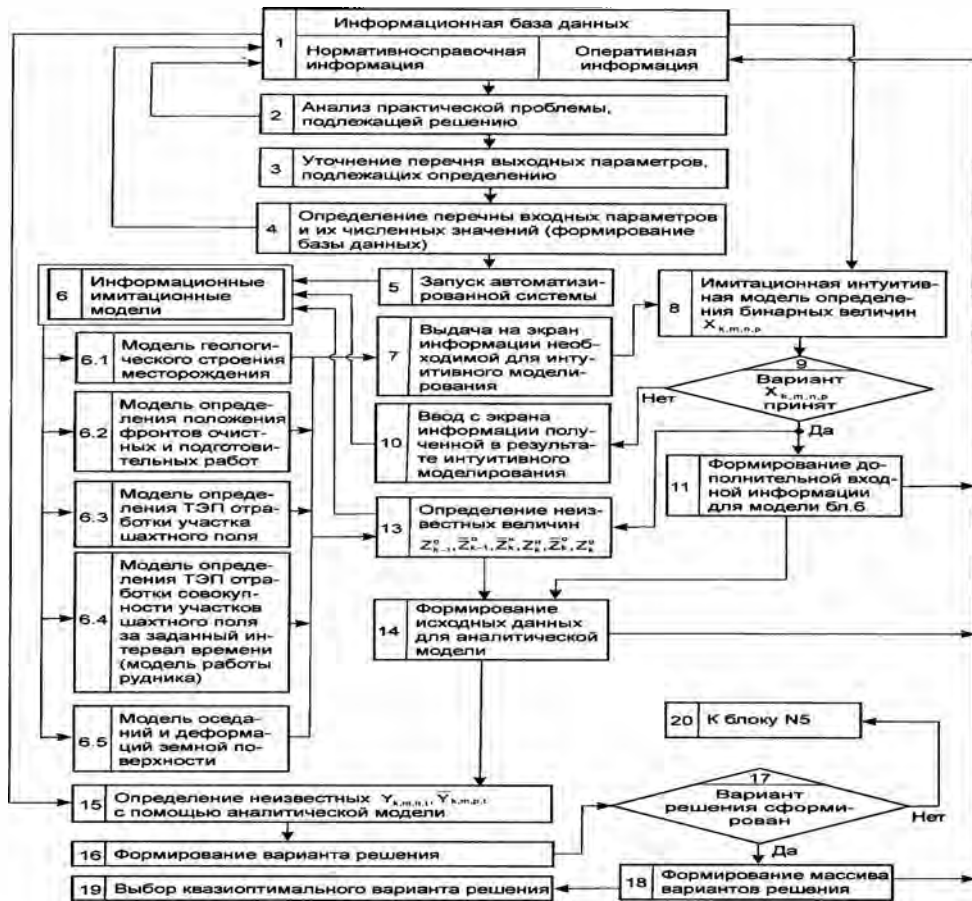 Информационная база данных
1
Нормативносправочная
информация
Оперативная
информация
2
Анализ практической проблемы,
подлежащей решению
3
Уточнение перечня выходных параметров,
подлежащих определению
4
Определение перечны входных параметров
и их численных значений (формирование
базы данных)
5
Запуск автоматизи-
рованной системы
6
Информационные
имитационные
модели
6.1
Модель геологи-
ческого строения
месторождения
6.2
Модель определе-
ния положения
фронтов очист-
ных и подготови-
тельных работ
6.3
Модель опреде-
ления ТЭП отра-
ботки участка
шахтного поля
6.4
Модель опреде-
ления ТЭП отра-
ботки совокуп-
ности участков
шахтного поля
за заданный ин-
тервал времени
(модель работы
рудника)
6.5
Модель оседа-
ний и деформа-
ций земной по-
верхности
7
Выдача на экран
информации необ-
ходимой для инту-
итивного модели-
рования
8
Имитационная интуитив-
ная модель определе-
ния бинарных величин
X k,m,n,p
9
Вариант
X k,m,n,p
принят
Нет
Да
10
Ввод с экрана
информации полу-
ченной в результа-
те интуитивного
моделирования
11
Формирование до-
полнительной вход-
ной информации
для модели бл.6
13
Определение неиз-
вестных величин
14
Формирование
исходных данных
для аналитической
модели
15
Определение неизвестных Y k,m,n,t, Y̅ k,m,p,t
с помощью аналитической модели
16
Формирование варианта решения
17
Вариант
решения сформи-
рован
Нет
Да
18
Формирование массива
вариантов решения
19
Выбор квазиоптимального варианта решения
20
К блоку N5